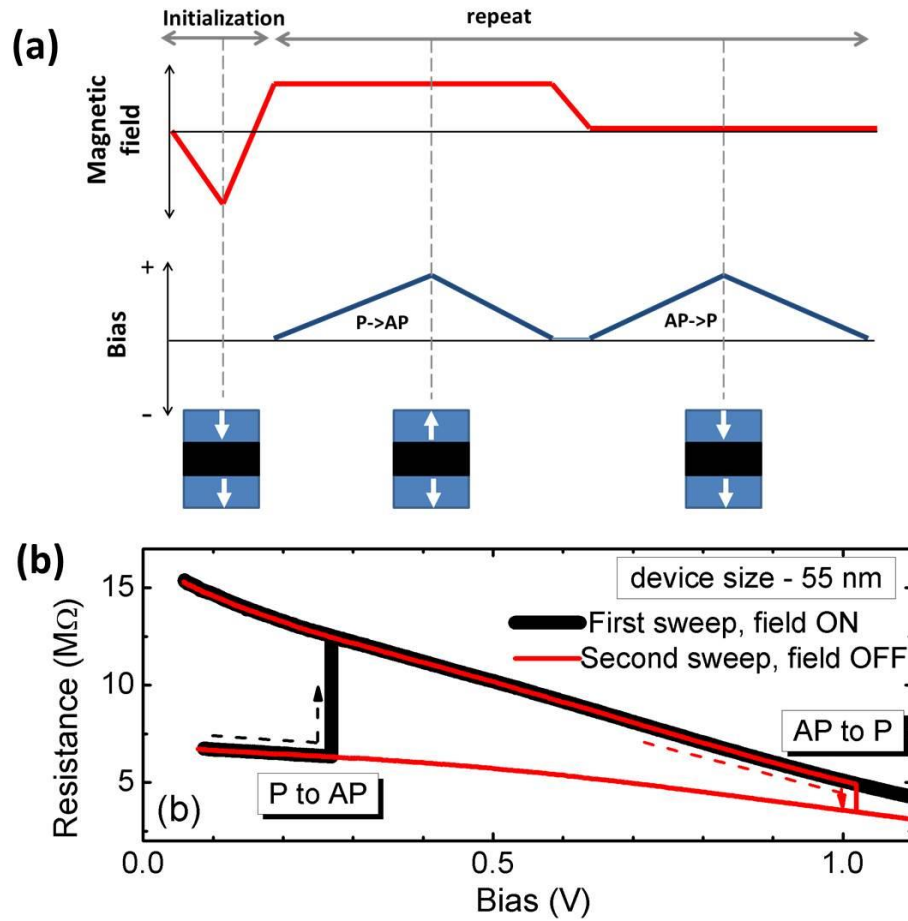 (a)
Initialization
repeat
Magnetic
field
+
Bias
-
P->AP
AP->P
(b)
Resistance (MΩ)
15
10
5
device size - 55 nm
First sweep, field ON
Second sweep, field OFF
AP to P
P to AP
(b)
0.0
0.5
1.0
Bias (V)